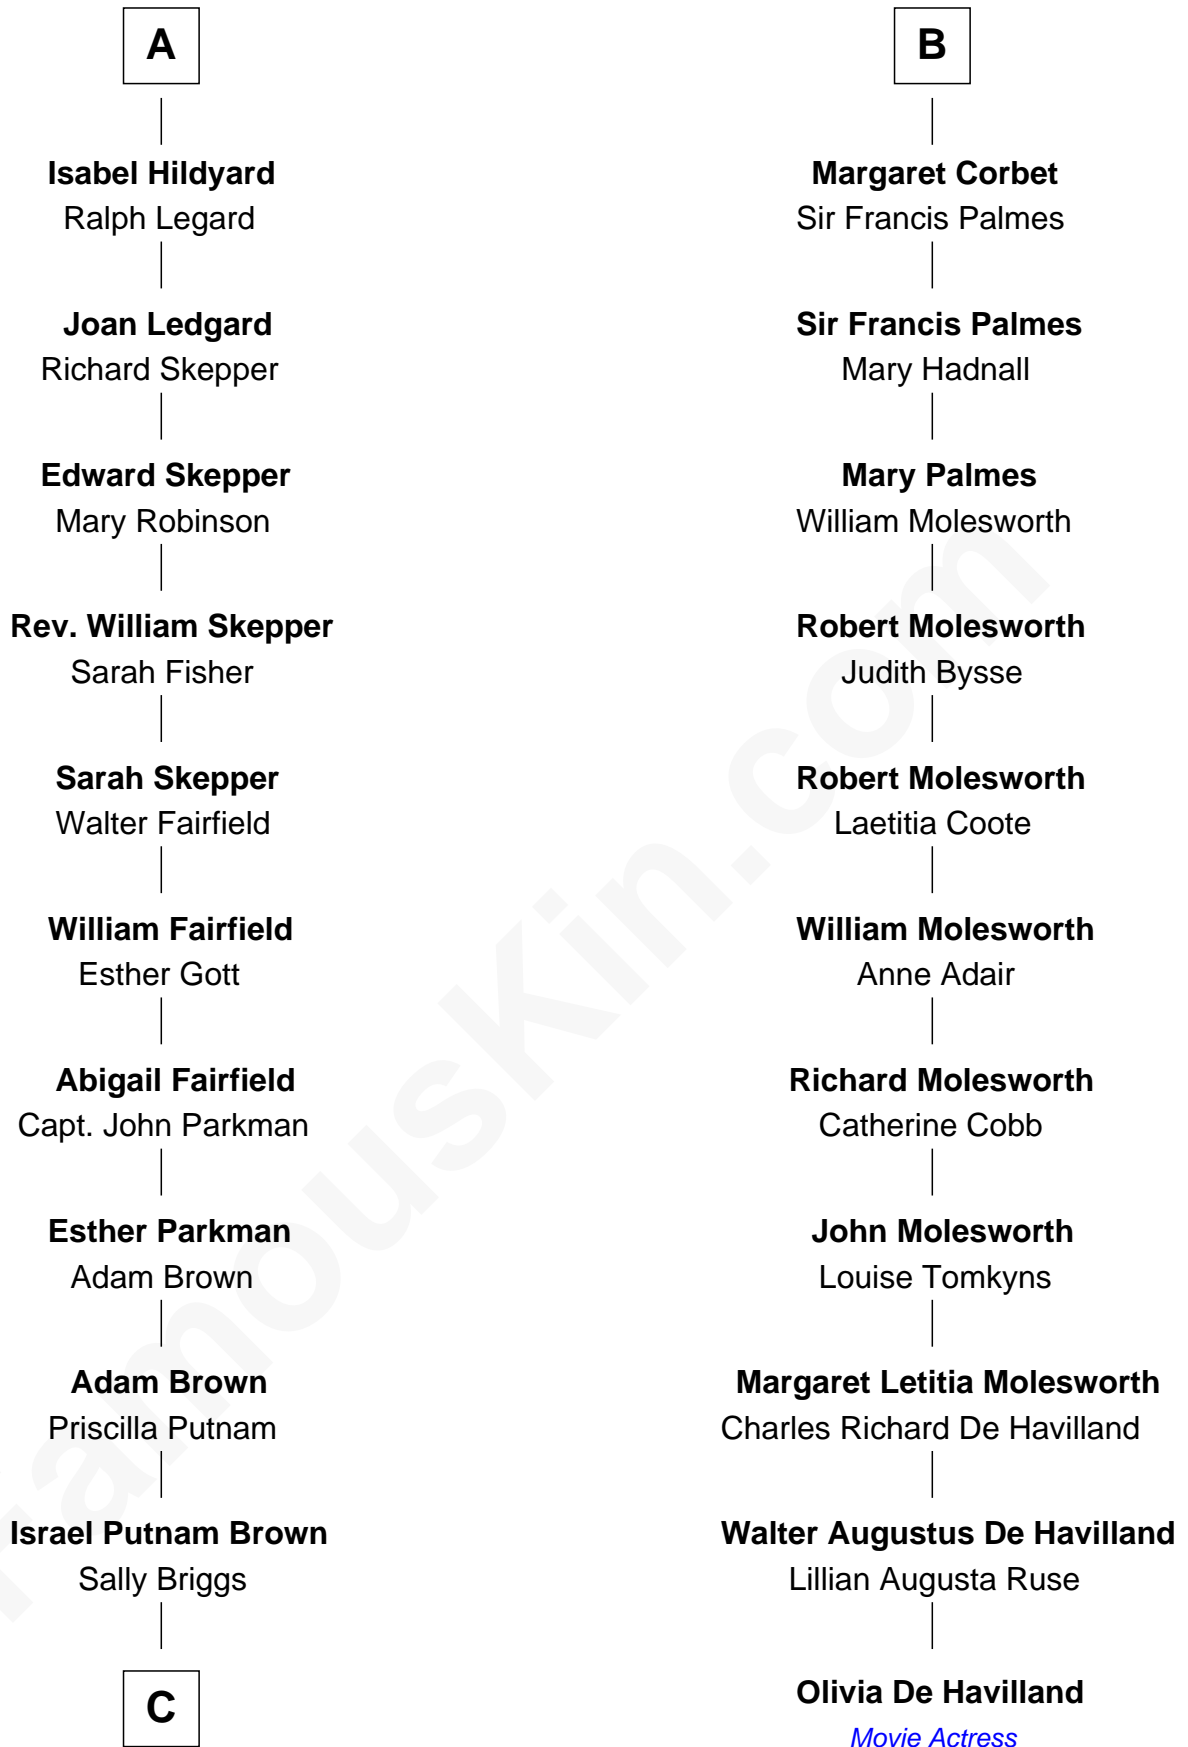 A
Isabel Hildyard
Ralph Legard
Joan Ledgard
Richard Skepper
Edward Skepper
Mary Robinson
Rev. William Skepper
Sarah Fisher
Sarah Skepper
Walter Fairfield
William Fairfield
Esther Gott
Abigail Fairfield
Capt. John Parkman
Esther Parkman
Adam Brown
Adam Brown
Priscilla Putnam
Israel Putnam Brown
Sally Briggs
C
B
Margaret Corbet
Sir Francis Palmes
Sir Francis Palmes
Mary Hadnall
Mary Palmes
William Molesworth
Robert Molesworth
Judith Bysse
Robert Molesworth
Laetitia Coote
William Molesworth
Anne Adair
Richard Molesworth
Catherine Cobb
John Molesworth
Louise Tomkyns
Margaret Letitia Molesworth
Charles Richard De Havilland
Walter Augustus De Havilland
Lillian Augusta Ruse
Olivia De Havilland
Movie Actress
FamousKin.com